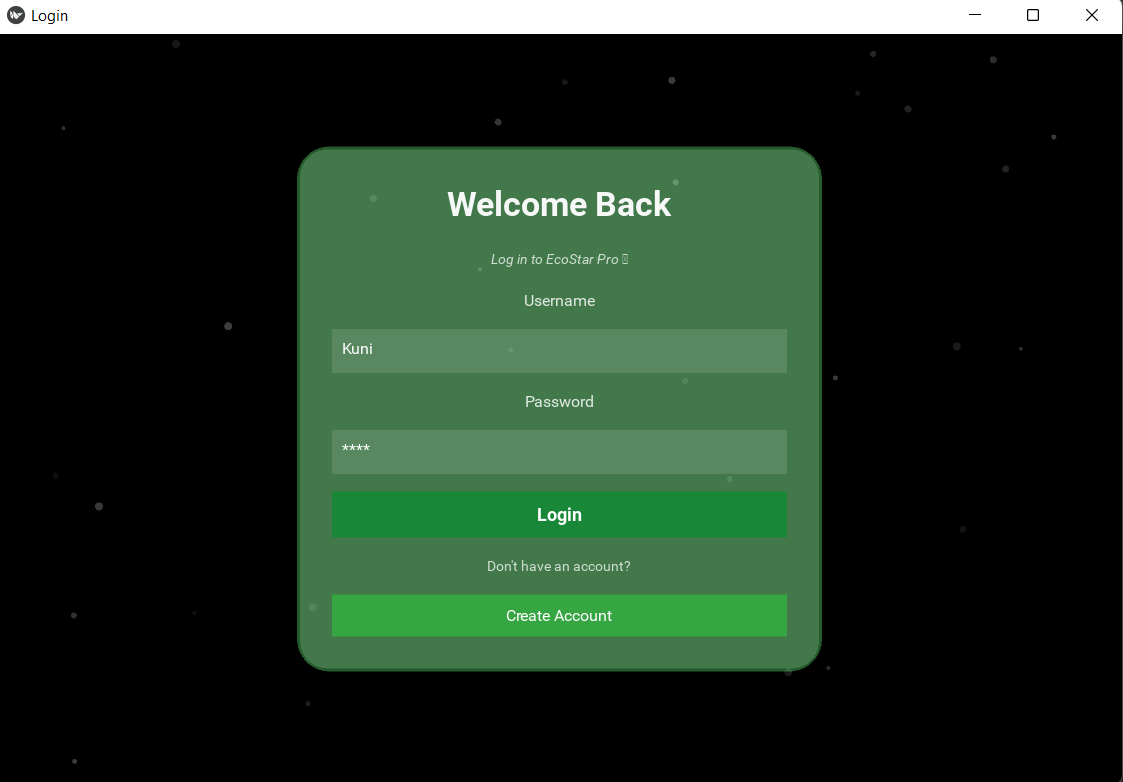 Login
Welcome Back
Log in to EcoStar Pro
Username
Kuni
Password
****
Login
Don't have an account?
Create Account